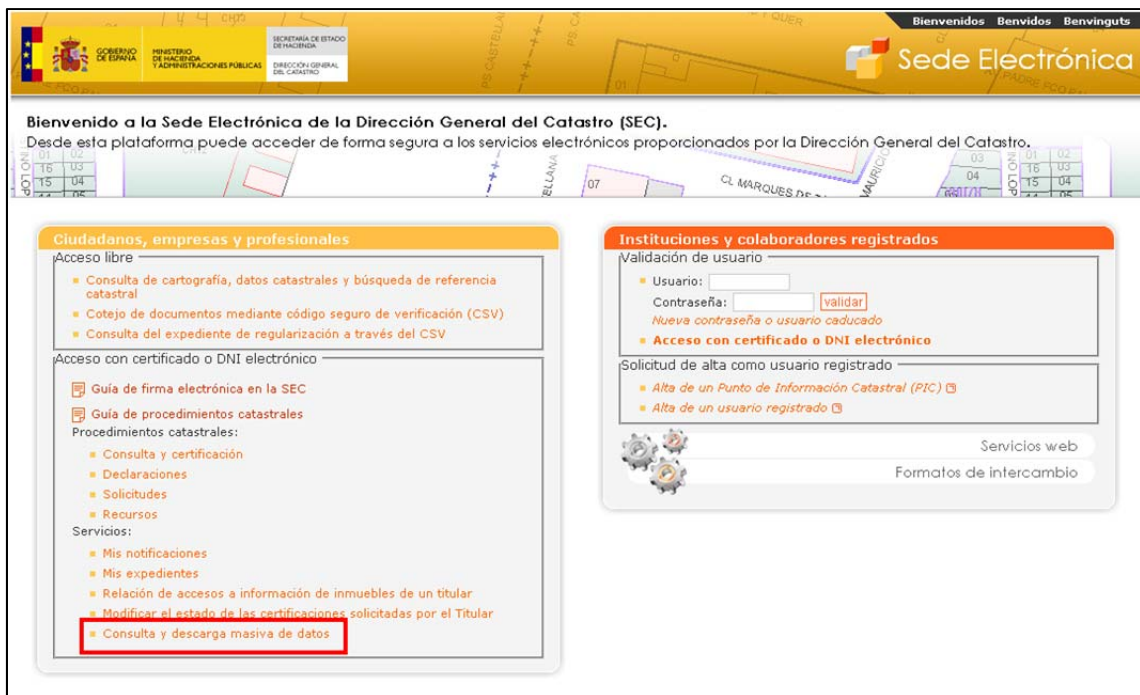 Bienvenidos Benvidos Benvinguts
GOBIERNO
DE ESPAÑA
MINISTERIO
DE HACIENDA
Y ADMINISTRACIONES PÚBLICAS
SECRETARÍA DE ESTADO
DE HACIENDA
DIRECCIÓN GENERAL
DEL CATASTRO
Sede Electrónica
Bienvenido a la Sede Electrónica de la Dirección General del Catastro (SEC).
Desde esta plataforma puede acceder de forma segura a los servicios electrónicos proporcionados por la Dirección General del Catastro.
07
Ciudadanos, empresas y profesionales
Acceso libre
Consulta de cartografía, datos catastrales y búsqueda de referencia
catastral
Cotejo de documentos mediante código seguro de verificación (CSV)
Consulta del expediente de regularización a través del CSV
Acceso con certificado o DNI electrónico
Guía de firma electrónica en la SEC
Guía de procedimientos catastrales
Procedimientos catastrales:
Consulta y certificación
Declaraciones
Solicitudes
Recursos
Servicios:
Mis notificaciones
Mis expedientes
Relación de accesos a información de inmuebles de un titular
Modificar el estado de las certificaciones solicitadas por el Titular
Consulta y descarga masiva de datos
Instituciones y colaboradores registrados
Validación de usuario
Usuario:
Contraseña: validar
Nueva contraseña o usuario caducado
Acceso con certificado o DNI electrónico
Solicitud de alta como usuario registrado
Alta de un Punto de Información Catastral (PIC)
Alta de un usuario registrado
Servicios web
Formatos de intercambio